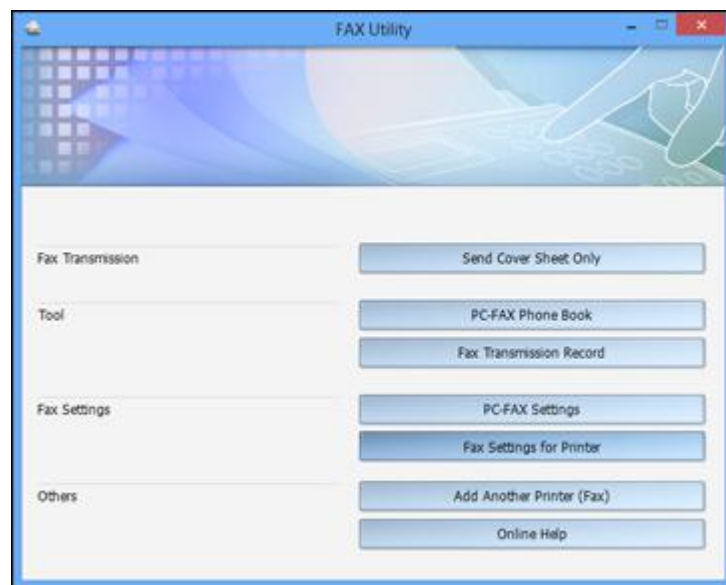 FAX Utility
Fax Transmission
Send Cover Sheet Only
Tool
PC-FAX Phone Book
Fax Transmission Record
Fax Settings
PC-FAX Settings
Fax Settings for Printer
Others
Add Another Printer (Fax)
Online Help